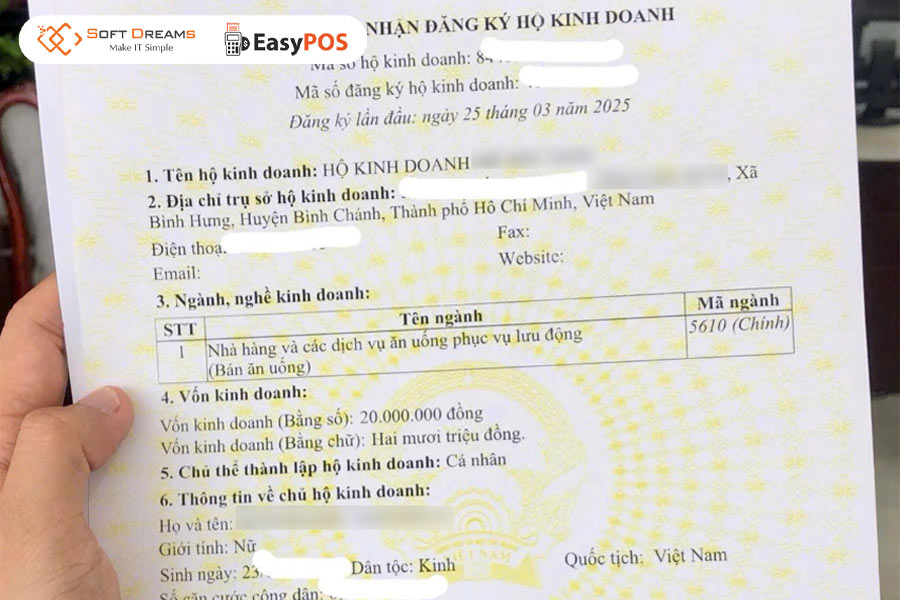 SOFT DREAMS
Make IT Simple
EasyPOS
NHẬN ĐĂNG KÝ HỘ KINH DOANH
Mã số hộ kinh doanh: 84
Mã số đăng ký hộ kinh doanh:
Đăng ký lần đầu: ngày 25 tháng 03 năm 2025
1. Tên hộ kinh doanh: HỘ KINH DOANH
2. Địa chỉ trụ sở hộ kinh doanh: , Xã
Bình Hưng, Huyện Bình Chánh, Thành phố Hồ Chí Minh, Việt Nam
Điện thoại
Fax:
Email:
Website:
3. Ngành, nghề kinh doanh:
STT Tên ngành Mã ngành
1 Nhà hàng và các dịch vụ ăn uống phục vụ lưu động 5610 (Chính)
(Bán ăn uống)
4. Vốn kinh doanh:
Vốn kinh doanh (Bằng số): 20.000.000 đồng
Vốn kinh doanh (Bằng chữ): Hai mươi triệu đồng.
5. Chủ thể thành lập hộ kinh doanh: Cá nhân
6. Thông tin về chủ hộ kinh doanh:
Họ và tên:
Giới tính: Nữ
Sinh ngày: 23/ Dân tộc: Kinh Quốc tịch: Việt Nam
Số căn cước công dân:
VIỆT NAM